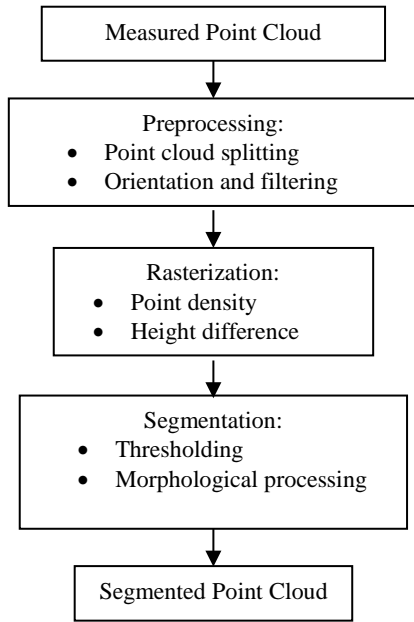 Measured Point Cloud
Preprocessing:
• Point cloud splitting
• Orientation and filtering
Rasterization:
• Point density
• Height difference
Segmentation:
• Thresholding
• Morphological processing
Segmented Point Cloud